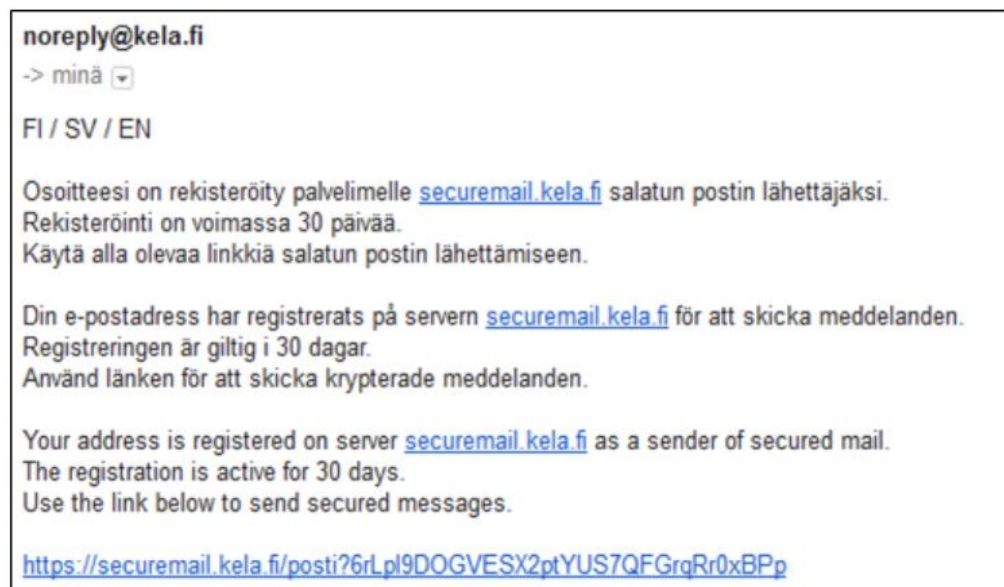 noreply@kela.fi
-> minä
FI / SV / EN
Osoitteesi on rekisteröity palvelimelle securemail.kela.fi salatun postin lähettäjäksi.
Rekisteröinti on voimassa 30 päivää.
Käytä alla olevaa linkkiä salatun postin lähettämiseen.
Din e-postadress har registrerats på servern securemail.kela.fi för att skicka meddelanden.
Registreringen är giltig i 30 dagar.
Använd länken för att skicka krypterade meddelanden.
Your address is registered on server securemail.kela.fi as a sender of secured mail.
The registration is active for 30 days.
Use the link below to send secured messages.
https://securemail.kela.fi/posti?6rLpl9DOGVESX2ptYUS7QFGrqRr0xBPp